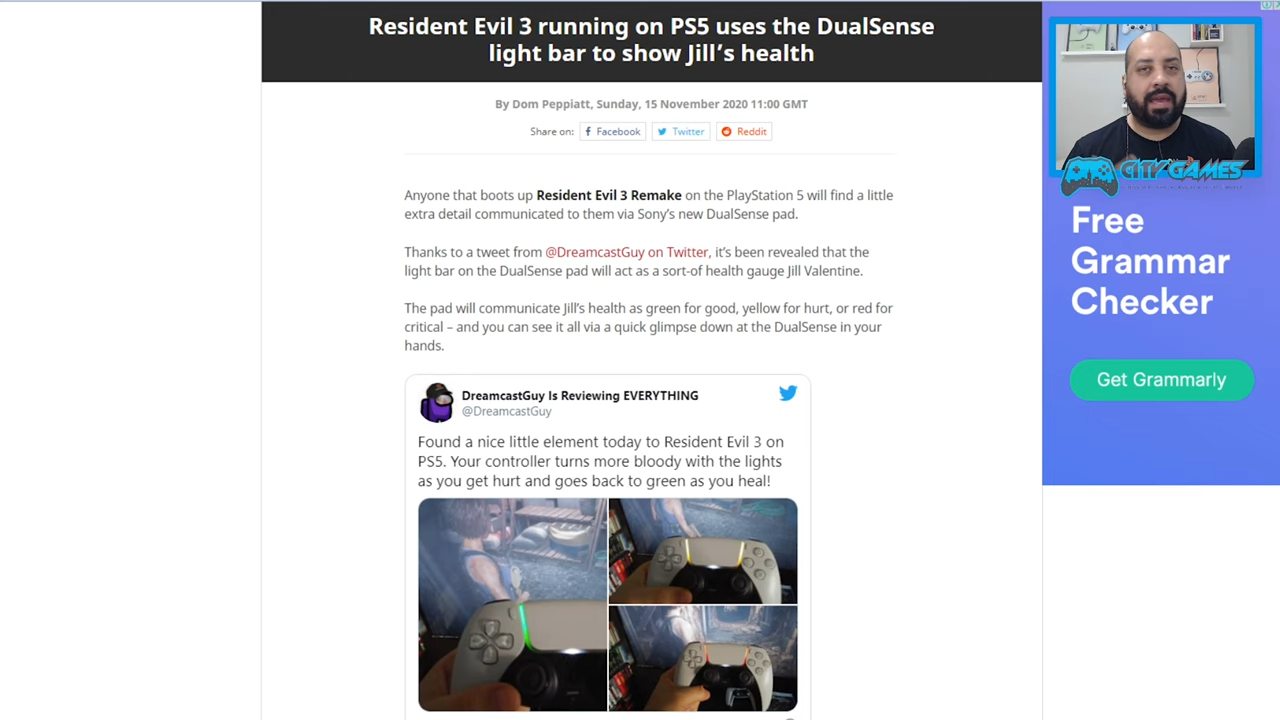 Resident Evil 3 running on PS5 uses the DualSense
light bar to show Jill's health
By Dom Peppiatt, Sunday, 15 November 2020 11:00 GMT
Share on:
Facebook
Twitter
Reddit
Anyone that boots up Resident Evil 3 Remake on the PlayStation 5 will find a little
extra detail communicated to them via Sony's new DualSense pad.
Thanks to a tweet from @DreamcastGuy on Twitter, it's been revealed that the
light bar on the DualSense pad will act as a sort-of health gauge Jill Valentine.
The pad will communicate Jill's health as green for good, yellow for hurt, or red for
critical – and you can see it all via a quick glimpse down at the DualSense in your
hands.
DreamcastGuy Is Reviewing EVERYTHING
@DreamcastGuy
Found a nice little element today to Resident Evil 3 on
PS5. Your controller turns more bloody with the lights
as you get hurt and goes back to green as you heal!
CITY GAMES
Free
Grammar
Checker
Get Grammarly